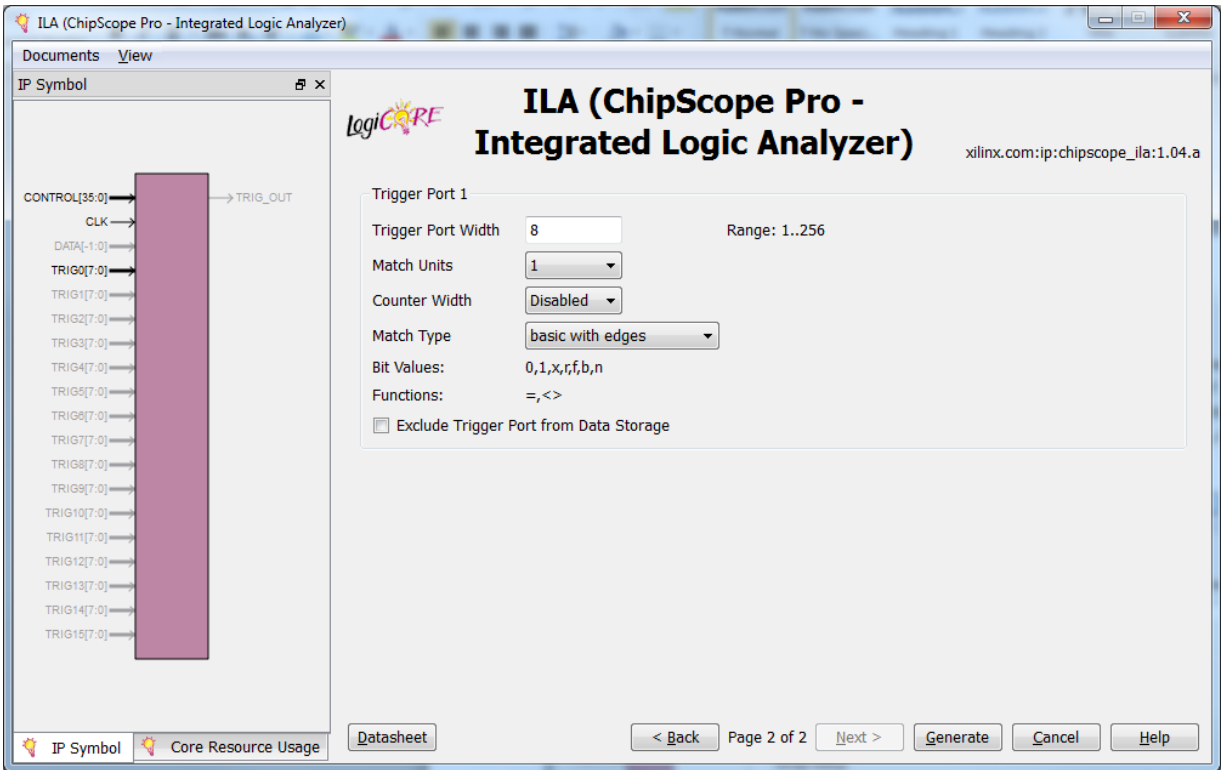 ILA (ChipScope Pro - Integrated Logic Analyzer)
Documents View
IP Symbol
CONTROL[35:0]
CLK
DATA[-1:0]
TRIG0[7:0]
TRIG1[7:0]
TRIG2[7:0]
TRIG3[7:0]
TRIG4[7:0]
TRIG5[7:0]
TRIG6[7:0]
TRIG7[7:0]
TRIG8[7:0]
TRIG9[7:0]
TRIG10[7:0]
TRIG11[7:0]
TRIG12[7:0]
TRIG13[7:0]
TRIG14[7:0]
TRIG15[7:0]
TRIG_OUT
IP Symbol Core Resource Usage
LogiCORE
ILA (ChipScope Pro -
Integrated Logic Analyzer)
xilinx.com:ip:chipscope_ila:1.04.a
Trigger Port 1
Trigger Port Width 8 Range: 1..256
Match Units 1
Counter Width Disabled
Match Type basic with edges
Bit Values: 0,1,x,r,f,b,n
Functions: =,<>
Exclude Trigger Port from Data Storage
Datasheet < Back Page 2 of 2 Next > Generate Cancel Help